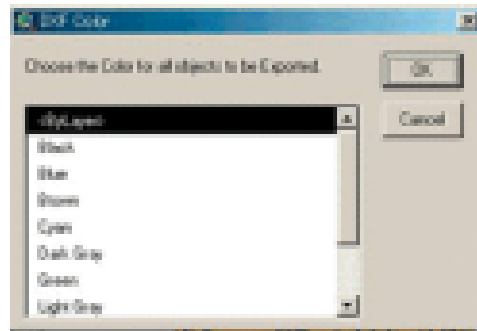 DXF Color
Choose the Color for all objects to be Exported.
OK
Cancel
<ByLayer>
Black
Blue
Brown
Cyan
Dark Gray
Green
Light Gray